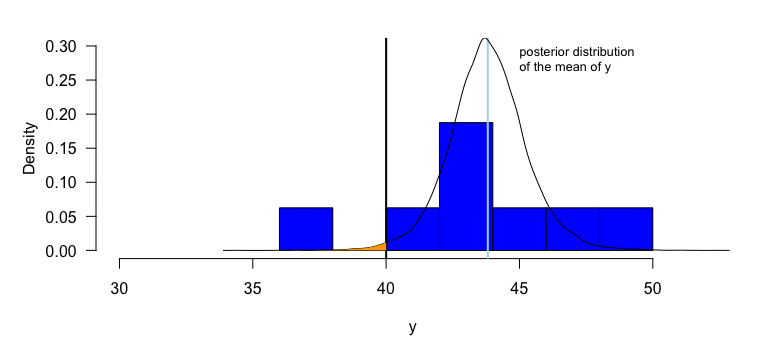 posterior distribution
of the mean of y
0.30
0.25
0.20
0.15
0.10
0.05
0.00
Density
30 35 40 45 50
y